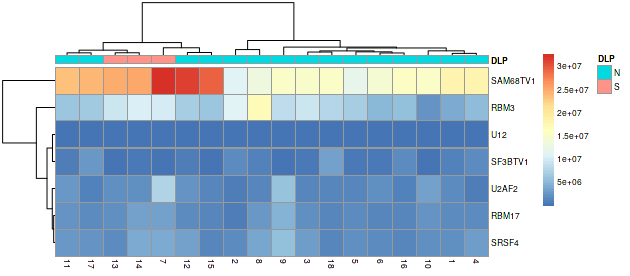 DLP
SAM68TV1
RBM3
U12
SF3BTV1
U2AF2
RBM17
SRSF4
11 17 13 14 7 12 15 2 8 9 3 18 5 6 16 10 1 4
3e+07
2.5e+07
2e+07
1.5e+07
1e+07
5e+06
DLP
N
S